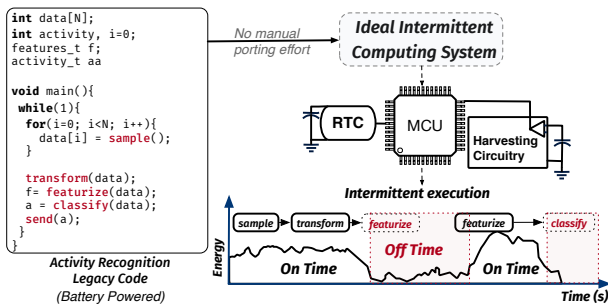 int data[N];
int activity, i=0;
features_t f;
activity_t aa
void main(){
while(1){
for(i=0; i<N; i++){
data[i] = sample();
}
transform(data);
f= featurize(data);
a = classify(data);
send(a);
}
}
Activity Recognition
Legacy Code
(Battery Powered)
No manual
porting effort
Ideal Intermittent
Computing System
RTC
MCU
Harvesting
Circuitry
Intermittent execution
sample
transform
featurize
featurize
classify
Off Time
On Time
On Time
Energy
Time (s)